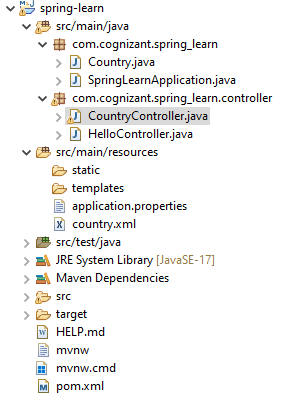 spring-learn
src/main/java
com.cognizant.spring_learn
Country.java
SpringLearnApplication.java
com.cognizant.spring_learn.controller
CountryController.java
HelloController.java
src/main/resources
static
templates
application.properties
country.xml
src/test/java
JRE System Library [JavaSE-17]
Maven Dependencies
src
target
HELP.md
mvnw
mvnw.cmd
pom.xml